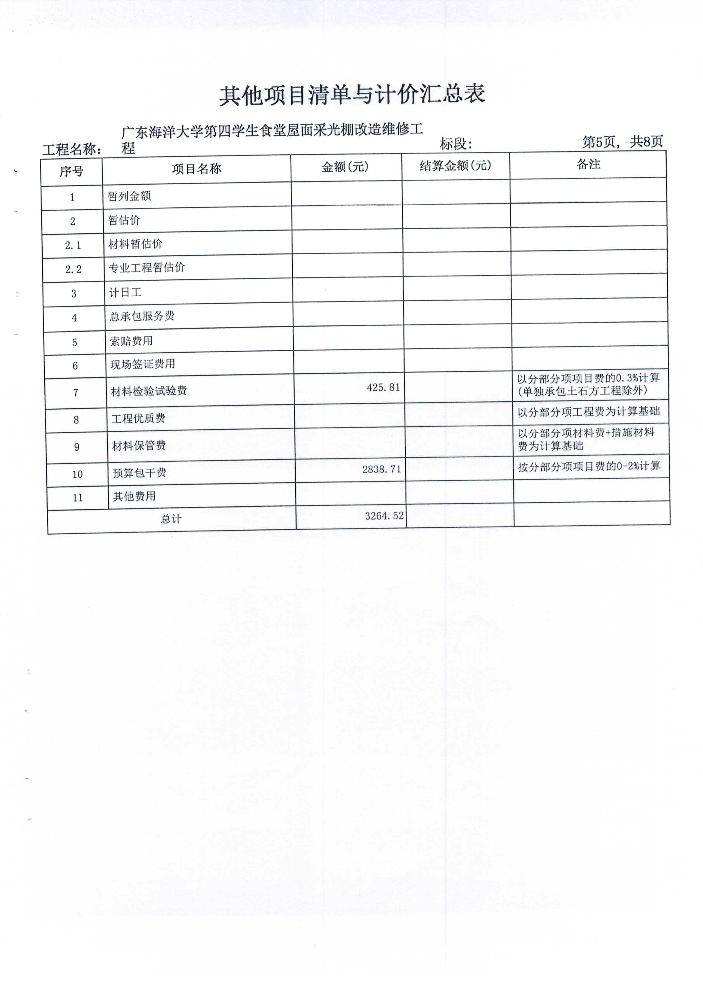 其他项目清单与计价汇总表
广东海洋大学第四学生食堂屋面采光棚改造维修工
工程名称： 程 标段： 第5页，共8页
序号 项目名称 金额(元) 结算金额(元) 备注
1 暂列金额
2 暂估价
2.1 材料暂估价
2.2 专业工程暂估价
3 计日工
4 总承包服务费
5 索赔费用
6 现场签证费用
7 材料检验试验费 425.81 以分部分项项目费的0.3%计算
(单独承包土石方工程除外)
8 工程优质费 以分部分项工程费为计算基础
9 材料保管费 以分部分项材料费+措施材料
费为计算基础
10 预算包干费 2838.71 按分部分项项目费的0-2%计算
11 其他费用
总计 3264.52